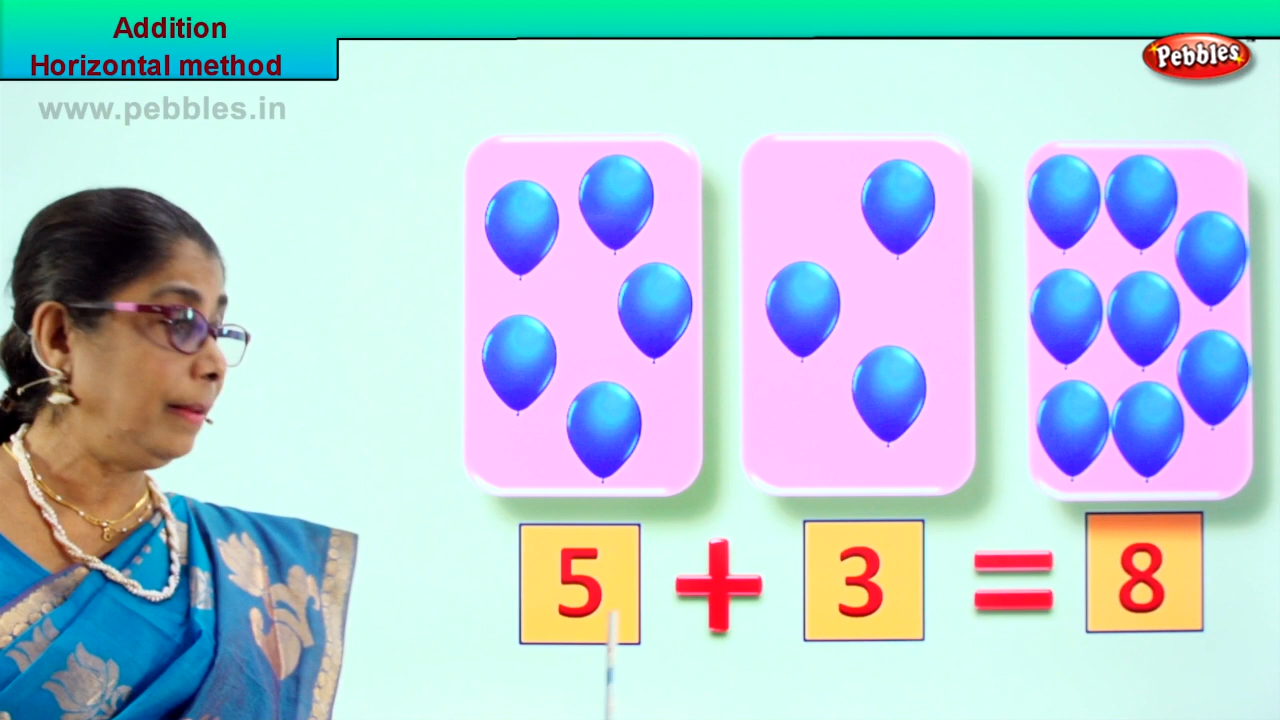 Addition
Horizontal method
www.pebbles.in
Pebbles
5 + 3 = 8